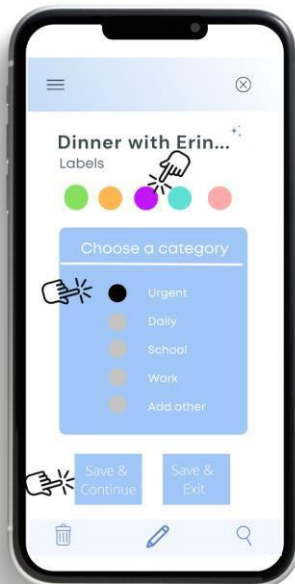 Dinner with Erin...
Labels
Choose a category
Urgent
Daily
School
Work
Add other
Save &
Continue
Save &
Exit